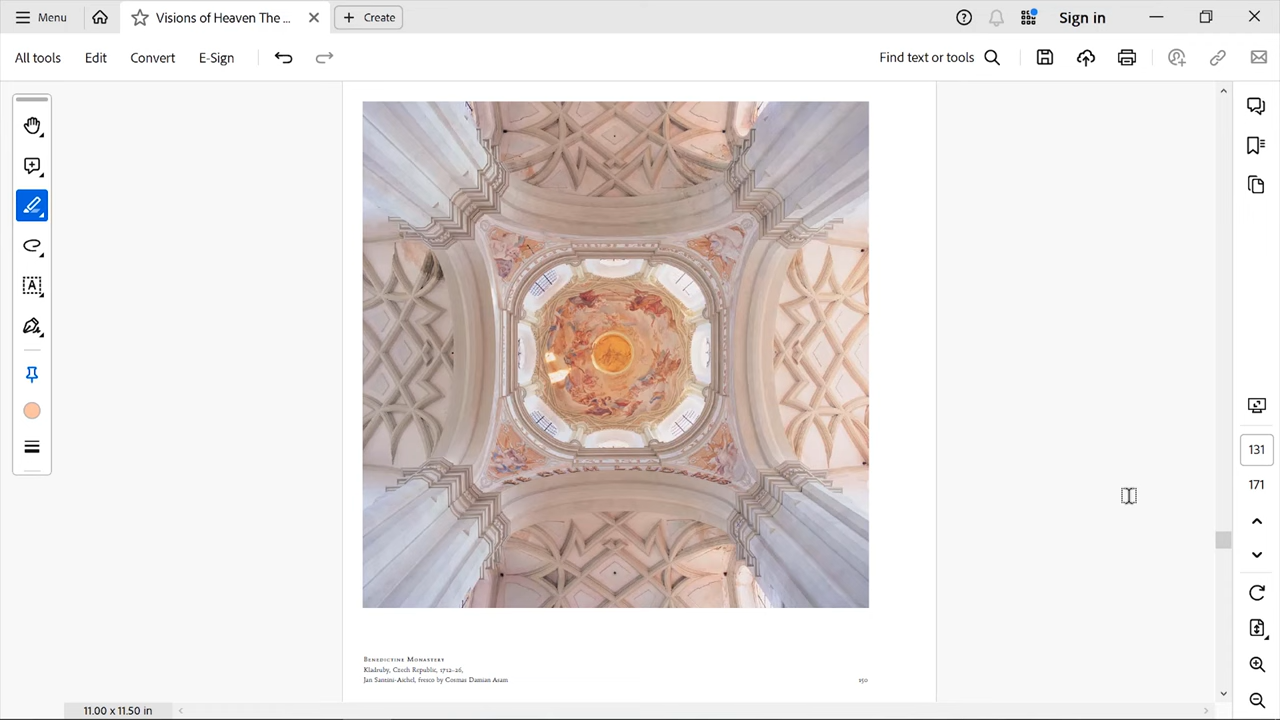 Menu
Visions of Heaven The ...
Create
Sign in
All tools
Edit
Convert
E-Sign
Find text or tools
TE DEUM LAUDAMUS
131
171
Benedictine Monastery
Kladruby, Czech Republic, 1712–26,
Jan Santini-Aichel, fresco by Cosmas Damian Asam
150
11.00 x 11.50 in